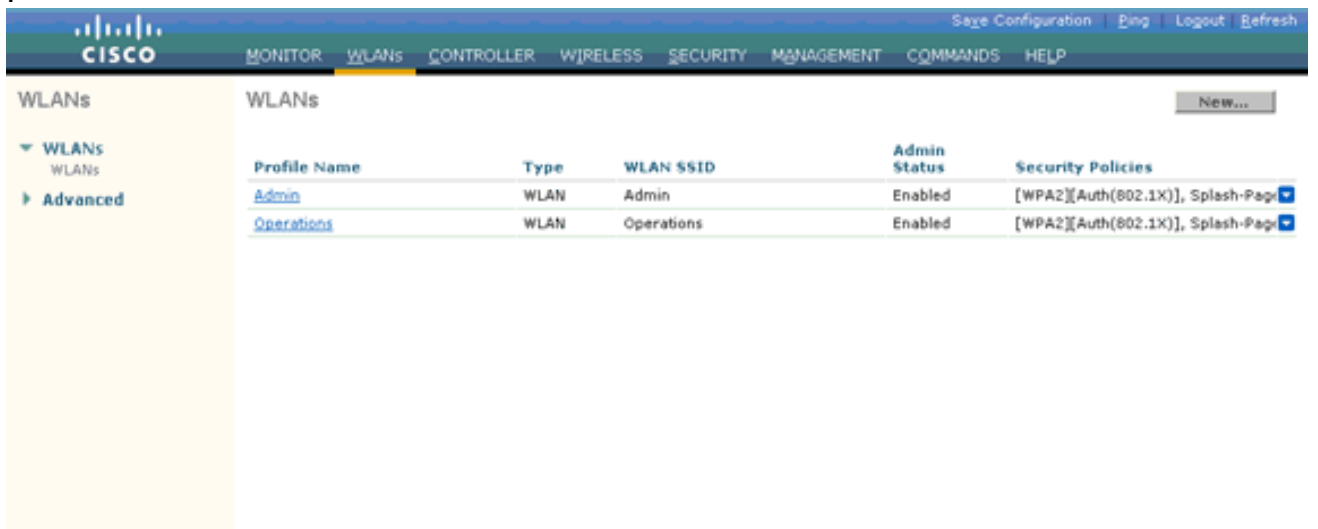 Save Configuration | Ping | Logout | Refresh
CISCO
MONITOR WLANs CONTROLLER WIRELESS SECURITY MANAGEMENT COMMANDS HELP
WLANs
WLANs
WLANs
Advanced
WLANs
New...
Profile Name Type WLAN SSID Admin Status Security Policies
Admin WLAN Admin Enabled [WPA2][Auth(802.1X)], Splash-Page
Operations WLAN Operations Enabled [WPA2][Auth(802.1X)], Splash-Page